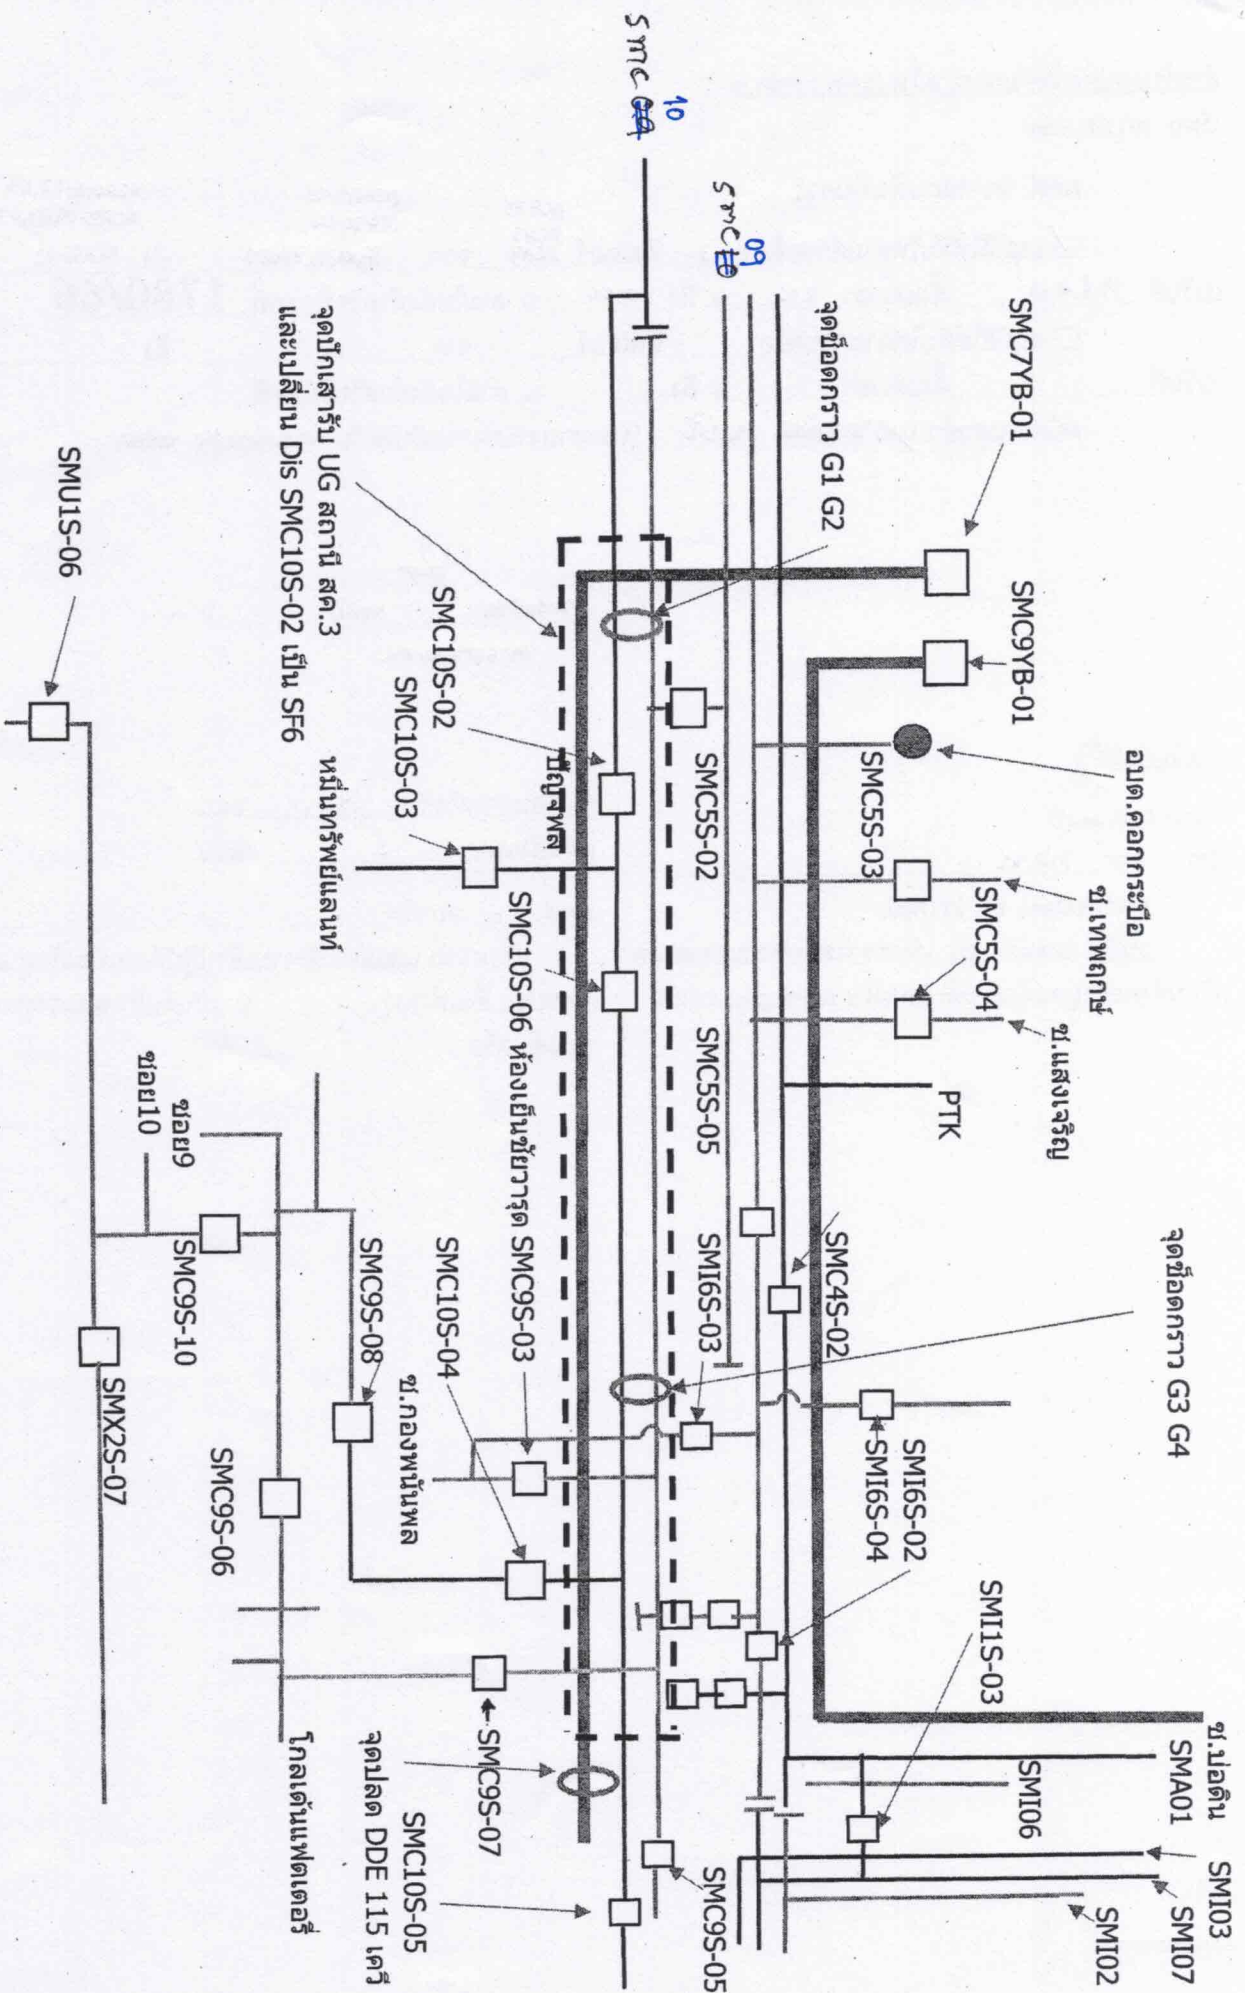 SMC7YB-01
SMC9YB-01
อบต.คอกกระบือ
ซ.เทพฤกษ์
ซ.แสงเจริญ
SMC5S-03
SMC5S-04
PTK
จุดช็อตกราว G3 G4
ซ.บ่อดิน
SMA01
SMI03
SMI07
SMI02
SMI06
SMI1S-03
SMI6S-02
SMI6S-04
SMC4S-02
จุดช็อตกราว G1 G2
SMC 09
SMC 10
SMC5S-02
SMC5S-05
SMI6S-03
SMC9S-05
จุดปักเสารับ UG สถานี สค.3
และเปลี่ยน Dis SMC10S-02 เป็น SF6
SMC10S-02
SMC10S-03
ปัญจพล
หมื่นทรัพย์แลนท์
SMC10S-06 ห้องเย็นชัยวารุต
SMC9S-03
SMC10S-04
ซ.กองพันพล
SMC9S-08
SMC9S-07
จุดปลด DDE 115 เควี
SMC10S-05
โกลเด้นแฟตเตอรี่
SMU1S-06
ซอย9
ซอย10
SMC9S-10
SMC9S-06
SMX2S-07